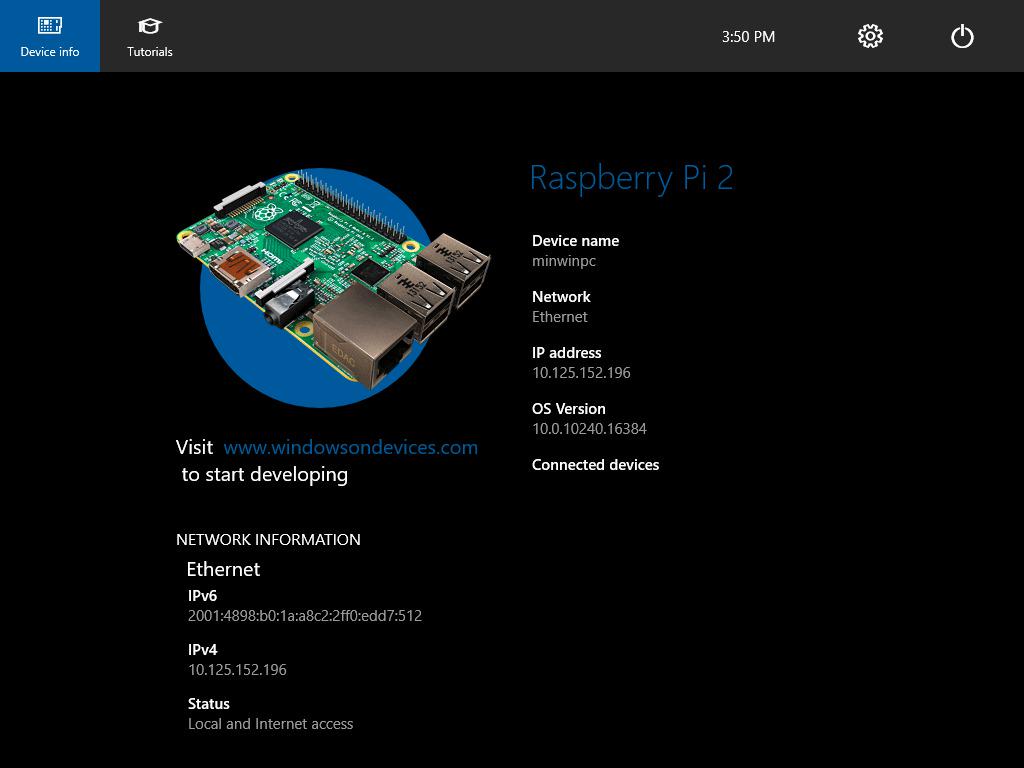 Device info
Tutorials
3:50 PM
Raspberry Pi 2
Device name
minwinpc
Network
Ethernet
IP address
10.125.152.196
OS Version
10.0.10240.16384
Connected devices
HDMI
EDAC
Visit www.windowsondevices.com
to start developing
NETWORK INFORMATION
Ethernet
IPv6
2001:4898:b0:1a:a8c2:2ff0:edd7:512
IPv4
10.125.152.196
Status
Local and Internet access